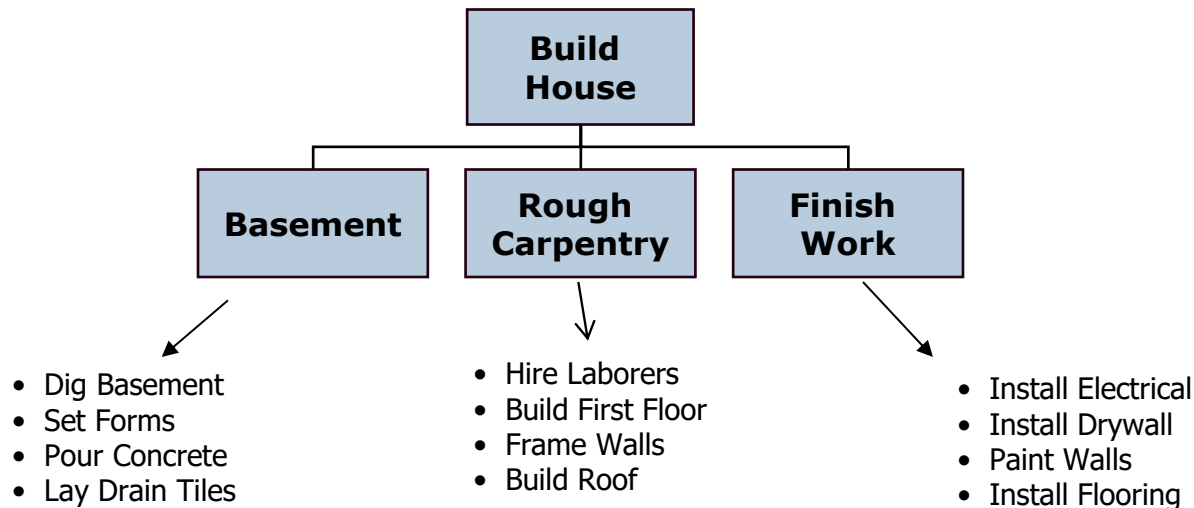 Build
House
Basement
Rough
Carpentry
Finish
Work
• Dig Basement
• Set Forms
• Pour Concrete
• Lay Drain Tiles
• Hire Laborers
• Build First Floor
• Frame Walls
• Build Roof
• Install Electrical
• Install Drywall
• Paint Walls
• Install Flooring